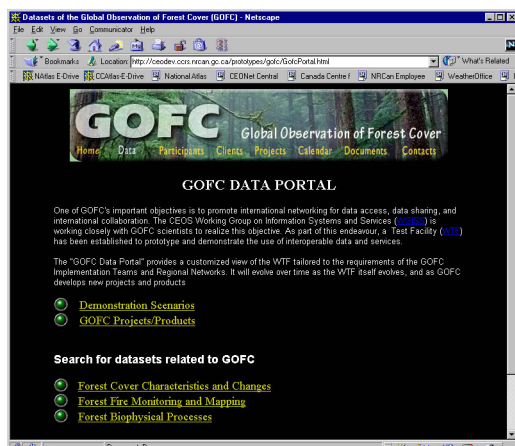 Datasets of the Global Observation of Forest Cover (GOFC) - Netscape
File Edit View Go Communicator Help
Bookmarks Location: http://ceodev.ccrs.nrcan.gc.ca/prototypes/gofc/GofcPortal.html What's Related
NAtlas E-Drive CCAtlas-E-Drive National Atlas CEONet Central Canada Centre f NRCan Employee WeatherOffice
GOFC Global Observation of Forest Cover
Home Data Participants Clients Projects Calendar Documents Contacts
GOFC DATA PORTAL
One of GOFC's important objectives is to promote international networking for data access, data sharing, and
international collaboration. The CEOS Working Group on Information Systems and Services (WGISS) is
working closely with GOFC scientists to realize this objective. As part of this endeavour, a Test Facility (WTF)
has been established to prototype and demonstrate the use of interoperable data and services.
The "GOFC Data Portal" provides a customized view of the WTF tailored to the requirements of the GOFC
Implementation Teams and Regional Networks. It will evolve over time as the WTF itself evolves, and as GOFC
develops new projects and products
Demonstration Scenarios
GOFC Projects/Products
Search for datasets related to GOFC
Forest Cover Characteristics and Changes
Forest Fire Monitoring and Mapping
Forest Biophysical Processes